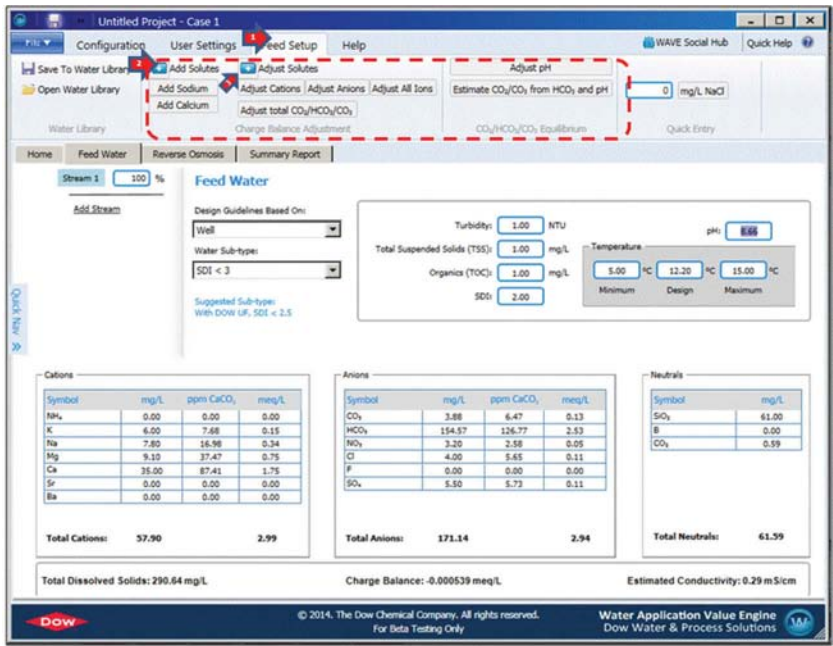 Untitled Project - Case 1
File Configuration User Settings 1 Feed Setup Help WAVE Social Hub Quick Help
Save To Water Library 2 Add Solutes Adjust Solutes Adjust pH
Open Water Library Add Sodium Adjust Cations Adjust Anions Adjust All Ions Estimate CO₂/CO₃ from HCO₃ and pH 0 mg/L NaCl
Add Calcium Adjust total CO₂/HCO₃/CO₃
Water Library Charge Balance Adjustment CO₂/HCO₃/CO₃ Equilibrium Quick Entry
Home Feed Water Reverse Osmosis Summary Report
Stream 1 100 % Feed Water
Add Stream Design Guidelines Based On:
Well
Water Sub-type:
SDI < 3
Suggested Sub-type:
With DOW UF, SDI < 2.5
Turbidity: 1.00 NTU pH: 8.66
Total Suspended Solids (TSS): 1.00 mg/L Temperature
Organics (TOC): 1.00 mg/L 5.00 °C 12.20 °C 15.00 °C
SDI: 2.00 Minimum Design Maximum
Quick Nav »
Cations Anions Neutrals
Symbol mg/L ppm CaCO₃ meq/L Symbol mg/L ppm CaCO₃ meq/L Symbol mg/L
NH₄ 0.00 0.00 0.00 CO₃ 3.88 6.47 0.13 SiO₂ 61.00
K 6.00 7.68 0.15 HCO₃ 154.57 126.77 2.53 B 0.00
Na 7.80 16.98 0.34 NO₃ 3.20 2.58 0.05 CO₂ 0.59
Mg 9.10 37.47 0.75 Cl 4.00 5.65 0.11
Ca 35.00 87.41 1.75 F 0.00 0.00 0.00
Sr 0.00 0.00 0.00 SO₄ 5.50 5.73 0.11
Ba 0.00 0.00 0.00
Total Cations: 57.90 2.99 Total Anions: 171.14 2.94 Total Neutrals: 61.59
Total Dissolved Solids: 290.64 mg/L Charge Balance: -0.000539 meq/L Estimated Conductivity: 0.29 mS/cm
DOW © 2014. The Dow Chemical Company. All rights reserved. Water Application Value Engine
For Beta Testing Only Dow Water & Process Solutions